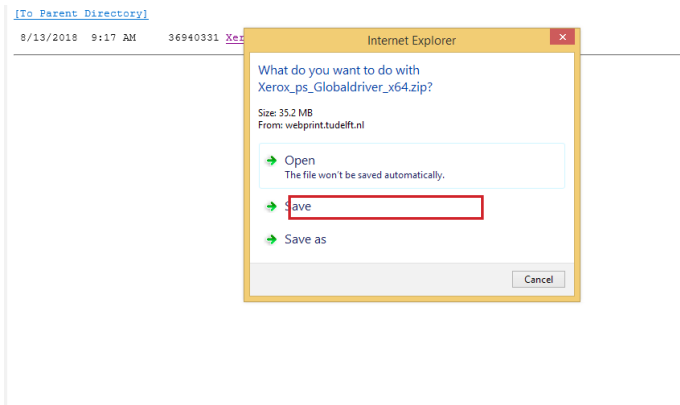 [To Parent Directory]
8/13/2018 9:17 AM 36940331 Xer
Internet Explorer
What do you want to do with
Xerox_ps_Globaldriver_x64.zip?
Size: 35.2 MB
From: webprint.tudelft.nl
Open
The file won't be saved automatically.
Save
Save as
Cancel